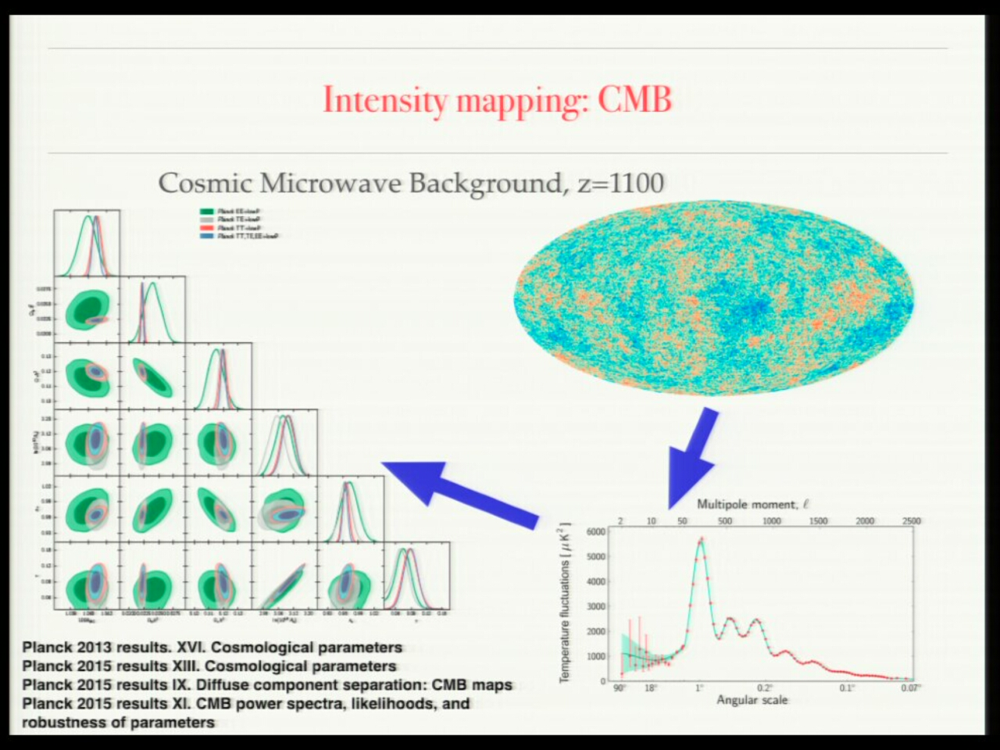 Intensity mapping: CMB
Cosmic Microwave Background, z=1100
Planck EE+lowP
Planck TE+lowP
Planck TT+lowP
Planck TT,TE,EE+lowP
Multipole moment, ℓ
2 10 50 500 1000 1500 2000 2500
Temperature fluctuations [ μK² ]
6000
5000
4000
3000
2000
1000
0
90° 18° 1° 0.2° 0.1° 0.07°
Angular scale
Planck 2013 results. XVI. Cosmological parameters
Planck 2015 results XIII. Cosmological parameters
Planck 2015 results IX. Diffuse component separation: CMB maps
Planck 2015 results XI. CMB power spectra, likelihoods, and
robustness of parameters